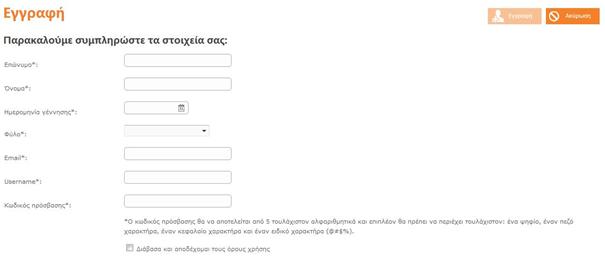 Εγγραφή
Εγγραφή
Ακύρωση
Παρακαλούμε συμπληρώστε τα στοιχεία σας:
Επώνυμο*:
Όνομα*:
Ημερομηνία γέννησης*:
Φύλο*:
Email*:
Username*:
Κωδικός πρόσβασης*:
*Ο κωδικός πρόσβασης θα να αποτελείται από 5 τουλάχιστον αλφαριθμητικά και επιπλέον θα πρέπει να περιέχει τουλάχιστον: ένα ψηφίο, έναν πεζό
χαρακτήρα, έναν κεφαλαίο χαρακτήρα και έναν ειδικό χαρακτήρα (@#$%).
Διάβασα και αποδέχομαι τους όρους χρήσης